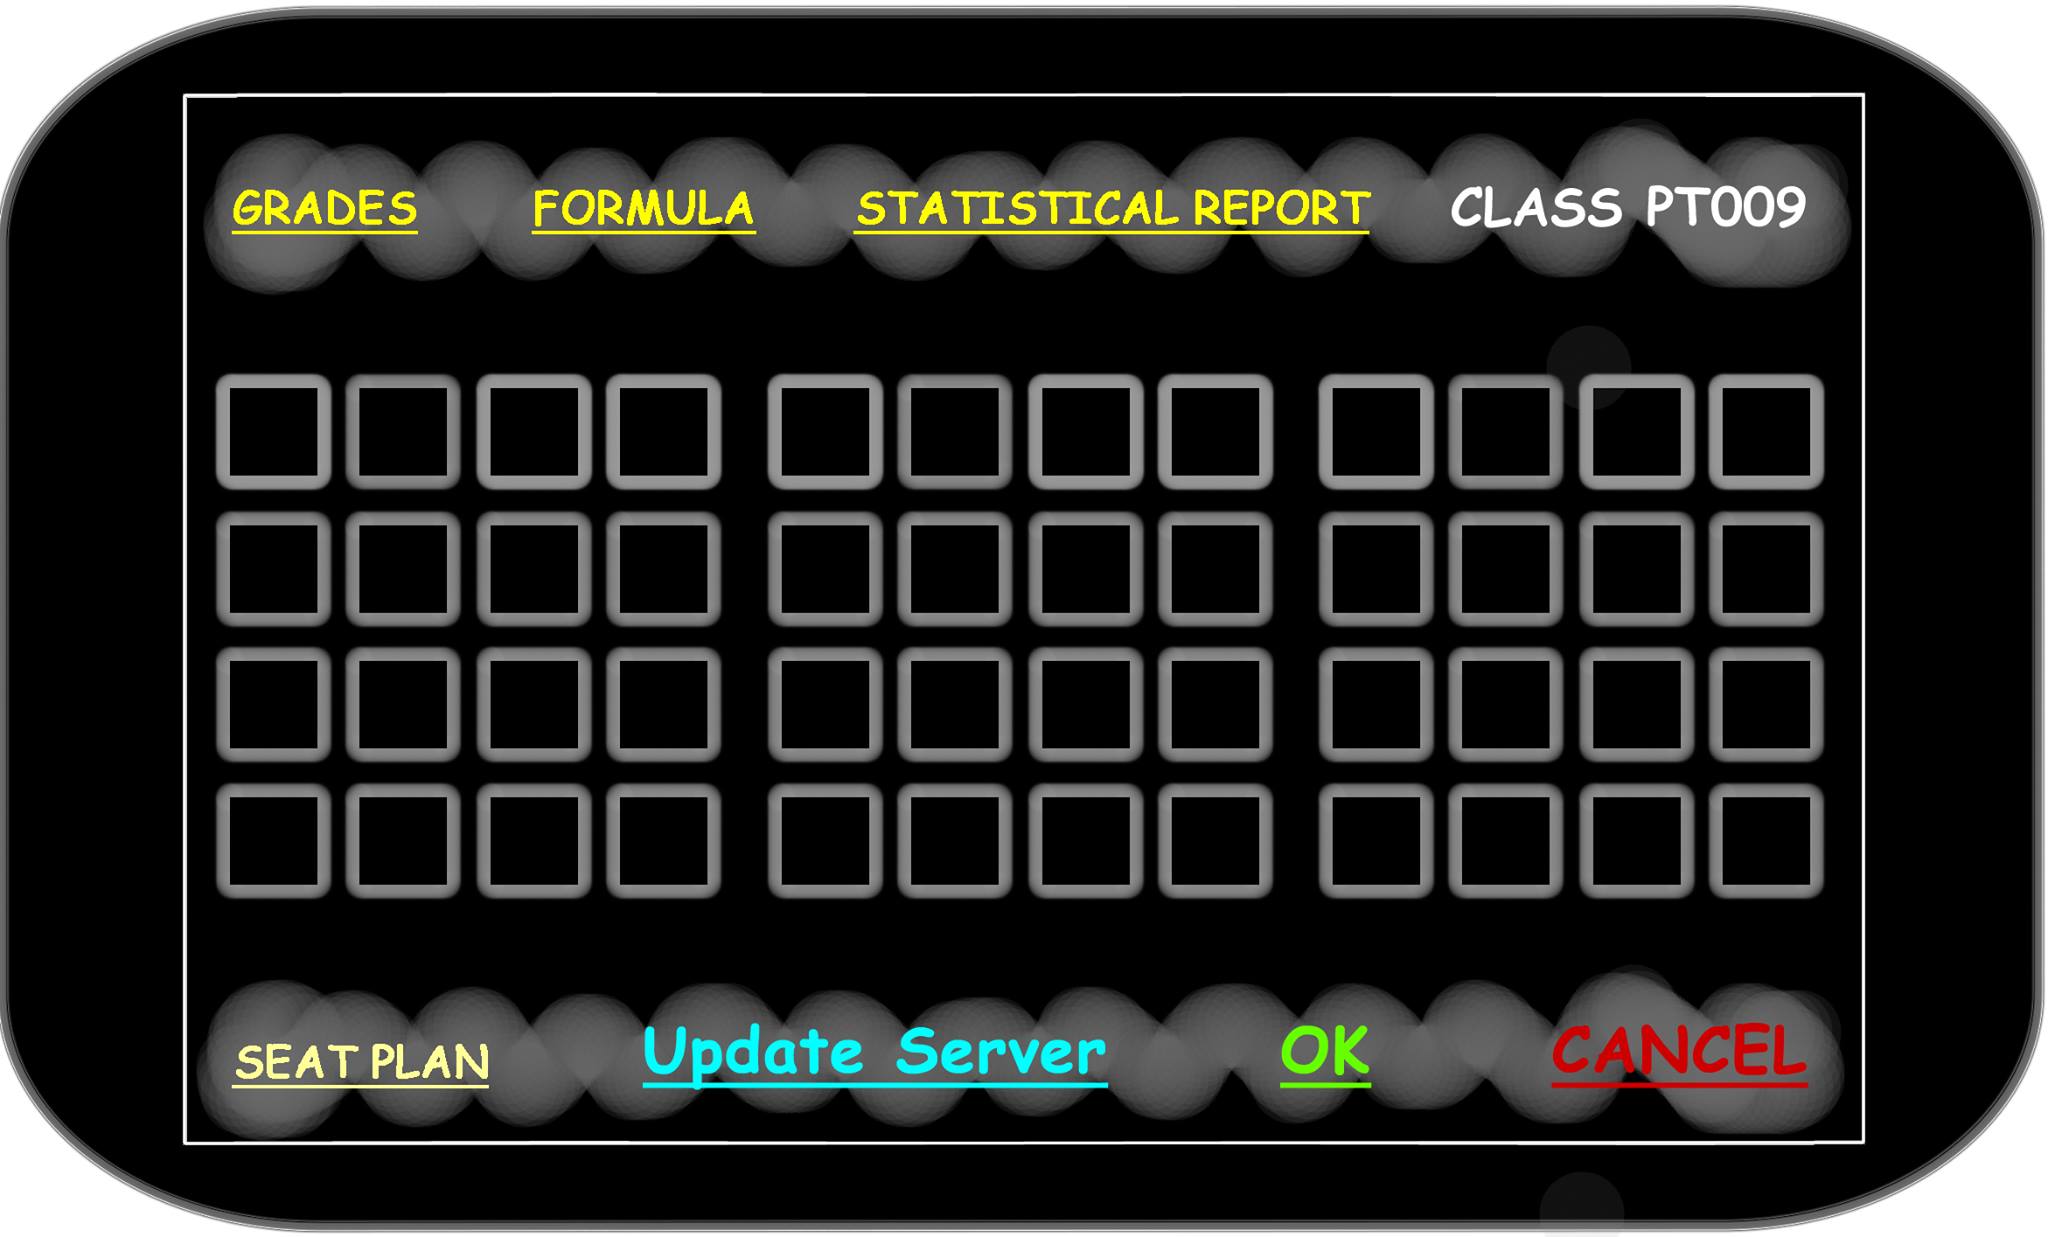 GRADES FORMULA STATISTICAL REPORT CLASS PT009
SEAT PLAN Update Server OK CANCEL